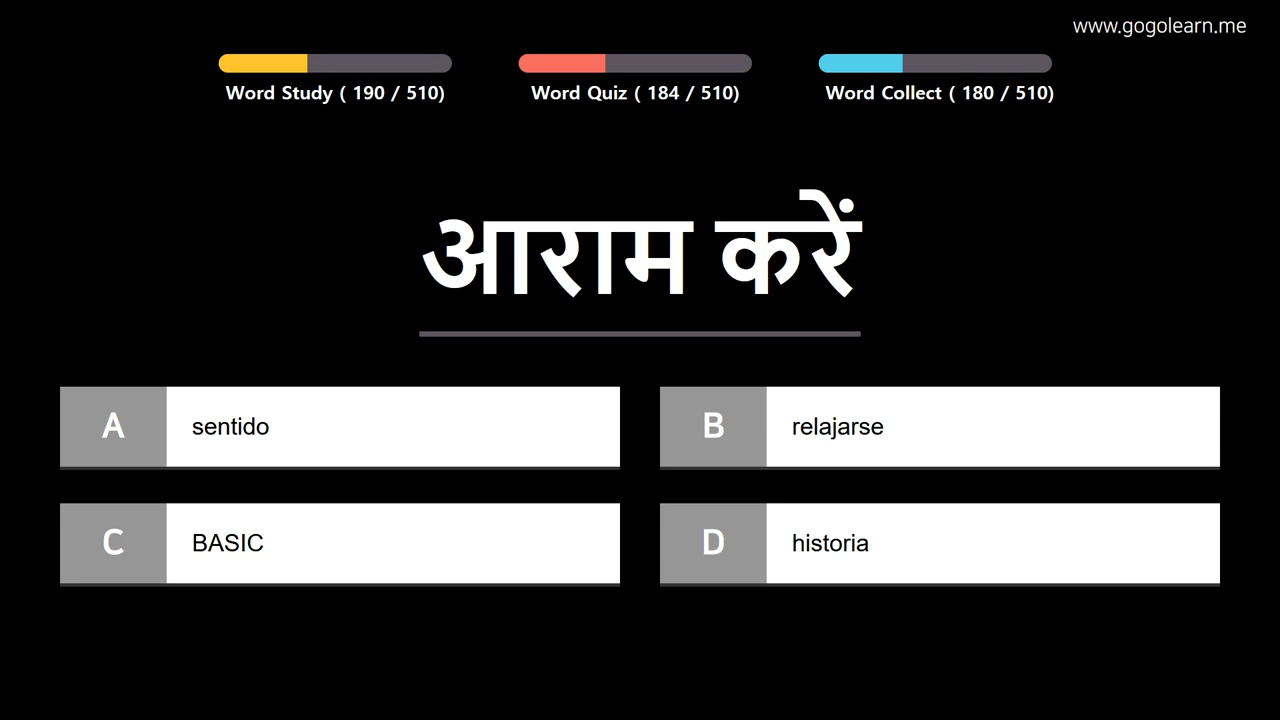 www.gogolearn.me
Word Study ( 190 / 510)
Word Quiz ( 184 / 510)
Word Collect ( 180 / 510)
आराम करें
A sentido
B relajarse
C BASIC
D historia